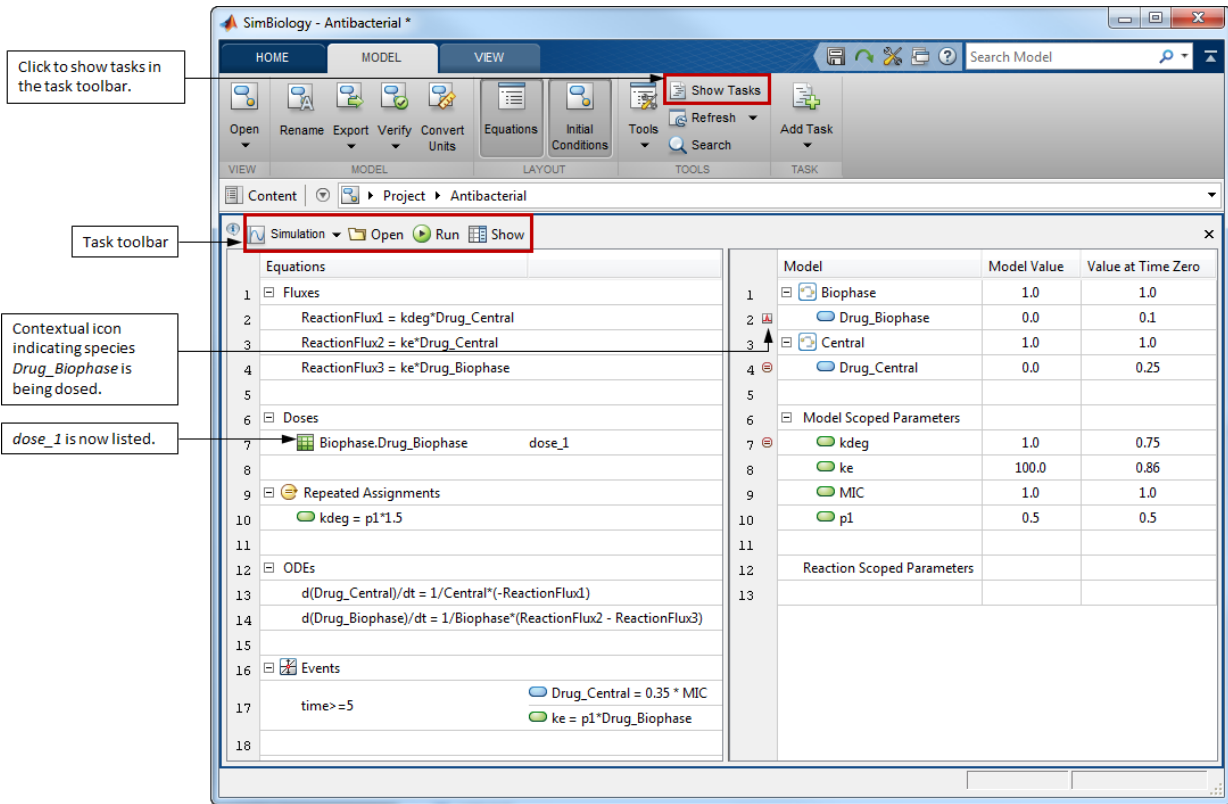 SimBiology - Antibacterial *
HOME MODEL VIEW
Search Model
Click to show tasks in
the task toolbar.
Show Tasks
Refresh
Search
Open
Rename Export Verify Convert
Units
Equations
Initial
Conditions
Tools
Add Task
VIEW MODEL LAYOUT TOOLS TASK
Content Project Antibacterial
Task toolbar
Simulation Open Run Show
Equations
1 Fluxes
2 ReactionFlux1 = kdeg*Drug_Central
3 ReactionFlux2 = ke*Drug_Central
4 ReactionFlux3 = ke*Drug_Biophase
5
6 Doses
7 Biophase.Drug_Biophase dose_1
8
9 Repeated Assignments
10 kdeg = p1*1.5
11
12 ODEs
13 d(Drug_Central)/dt = 1/Central*(-ReactionFlux1)
14 d(Drug_Biophase)/dt = 1/Biophase*(ReactionFlux2 - ReactionFlux3)
15
16 Events
17 time>=5
Drug_Central = 0.35 * MIC
ke = p1*Drug_Biophase
18
Model Model Value Value at Time Zero
1 Biophase 1.0 1.0
2 Drug_Biophase 0.0 0.1
3 Central 1.0 1.0
4 Drug_Central 0.0 0.25
5
6 Model Scoped Parameters
7 kdeg 1.0 0.75
8 ke 100.0 0.86
9 MIC 1.0 1.0
10 p1 0.5 0.5
11
12 Reaction Scoped Parameters
13
Contextual icon
indicating species
Drug_Biophase is
being dosed.
dose_1 is now listed.